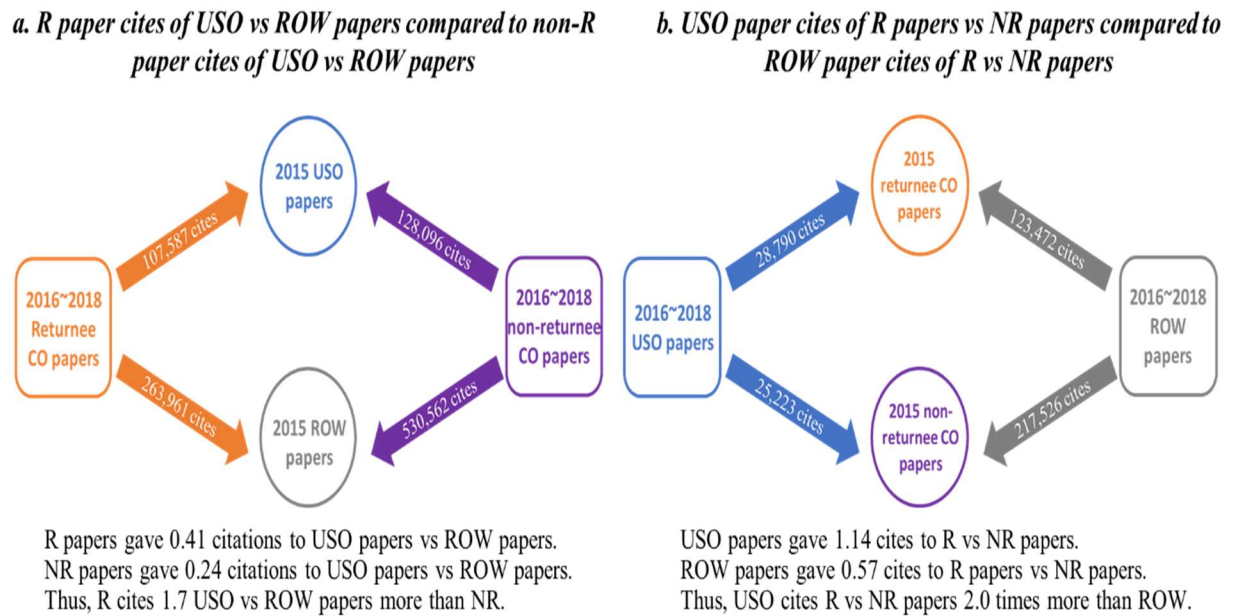 a. R paper cites of USO vs ROW papers compared to non-R
paper cites of USO vs ROW papers
2015 USO
papers
107,587 cites
128,096 cites
2016~2018
Returnee
CO papers
2016~2018
non-returnee
CO papers
263,961 cites
530,562 cites
2015 ROW
papers
R papers gave 0.41 citations to USO papers vs ROW papers.
NR papers gave 0.24 citations to USO papers vs ROW papers.
Thus, R cites 1.7 USO vs ROW papers more than NR.
b. USO paper cites of R papers vs NR papers compared to
ROW paper cites of R vs NR papers
2015
returnee CO
papers
28,790 cites
123,472 cites
2016~2018
USO papers
2016~2018
ROW
papers
25,223 cites
217,526 cites
2015 non-
returnee CO
papers
USO papers gave 1.14 cites to R vs NR papers.
ROW papers gave 0.57 cites to R papers vs NR papers.
Thus, USO cites R vs NR papers 2.0 times more than ROW.